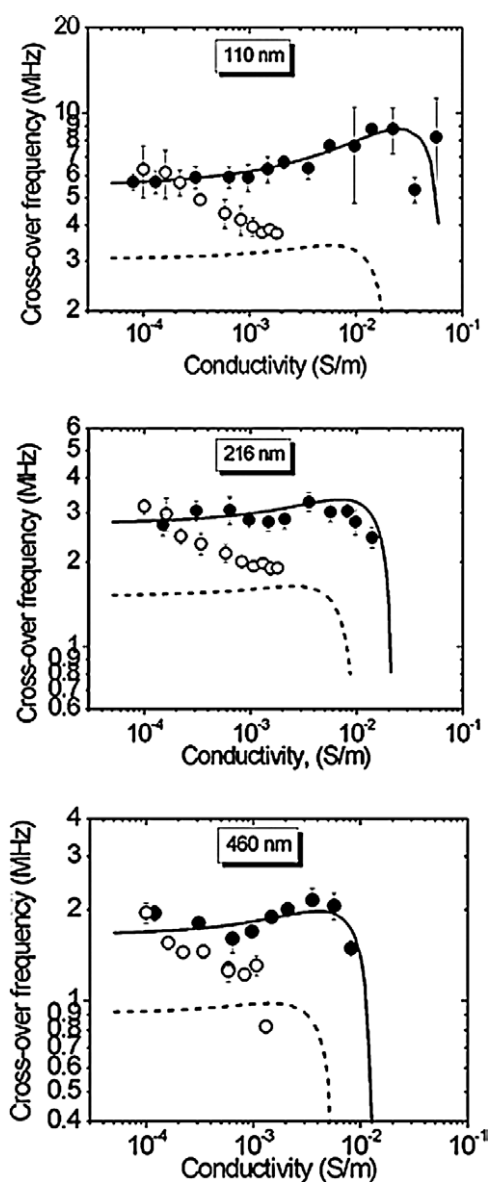 20
110 nm
10
9
8
7
6
5
4
3
2
Cross-over frequency (MHz)
10-4 10-3 10-2 10-1
Conductivity (S/m)
6
216 nm
5
4
3
2
1
0.9
0.8
0.7
0.6
Cross-over frequency (MHz)
10-4 10-3 10-2 10-1
Conductivity, (S/m)
4
460 nm
3
2
1
0.9
0.8
0.7
0.6
0.5
0.4
Cross-over frequency (MHz)
10-4 10-3 10-2 10-1
Conductivity (S/m)